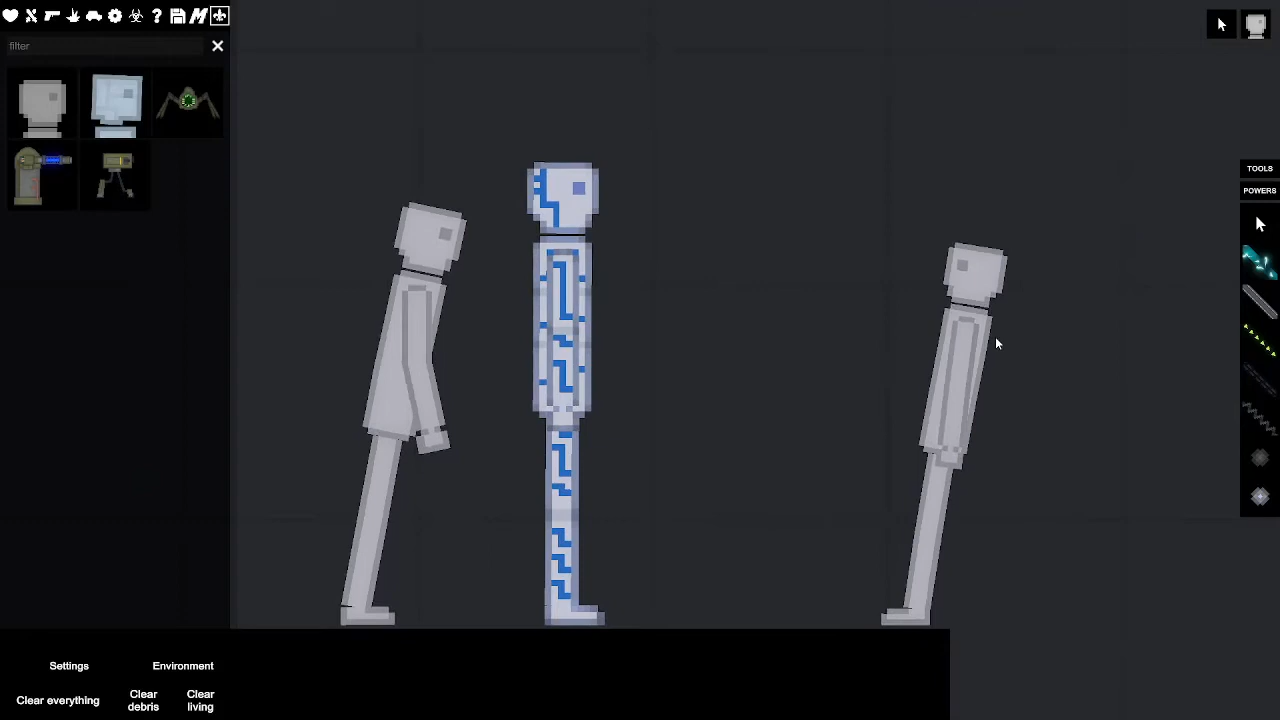 ?
M
filter
TOOLS
POWERS
Settings
Environment
Clear everything
Clear
debris
Clear
living